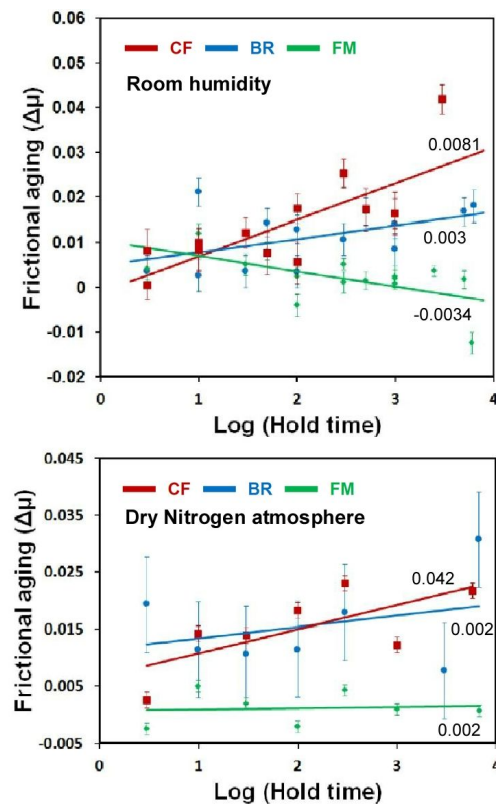 0.06
0.05
0.04
0.03
0.02
0.01
0
-0.01
-0.02
Frictional aging (Δμ)
CF BR FM
Room humidity
0.0081
0.003
-0.0034
0 1 2 3 4
Log (Hold time)
0.045
0.035
0.025
0.015
0.005
-0.005
Frictional aging (Δμ)
CF BR FM
Dry Nitrogen atmosphere
0.042
0.002
0.002
0 1 2 3 4
Log (Hold time)